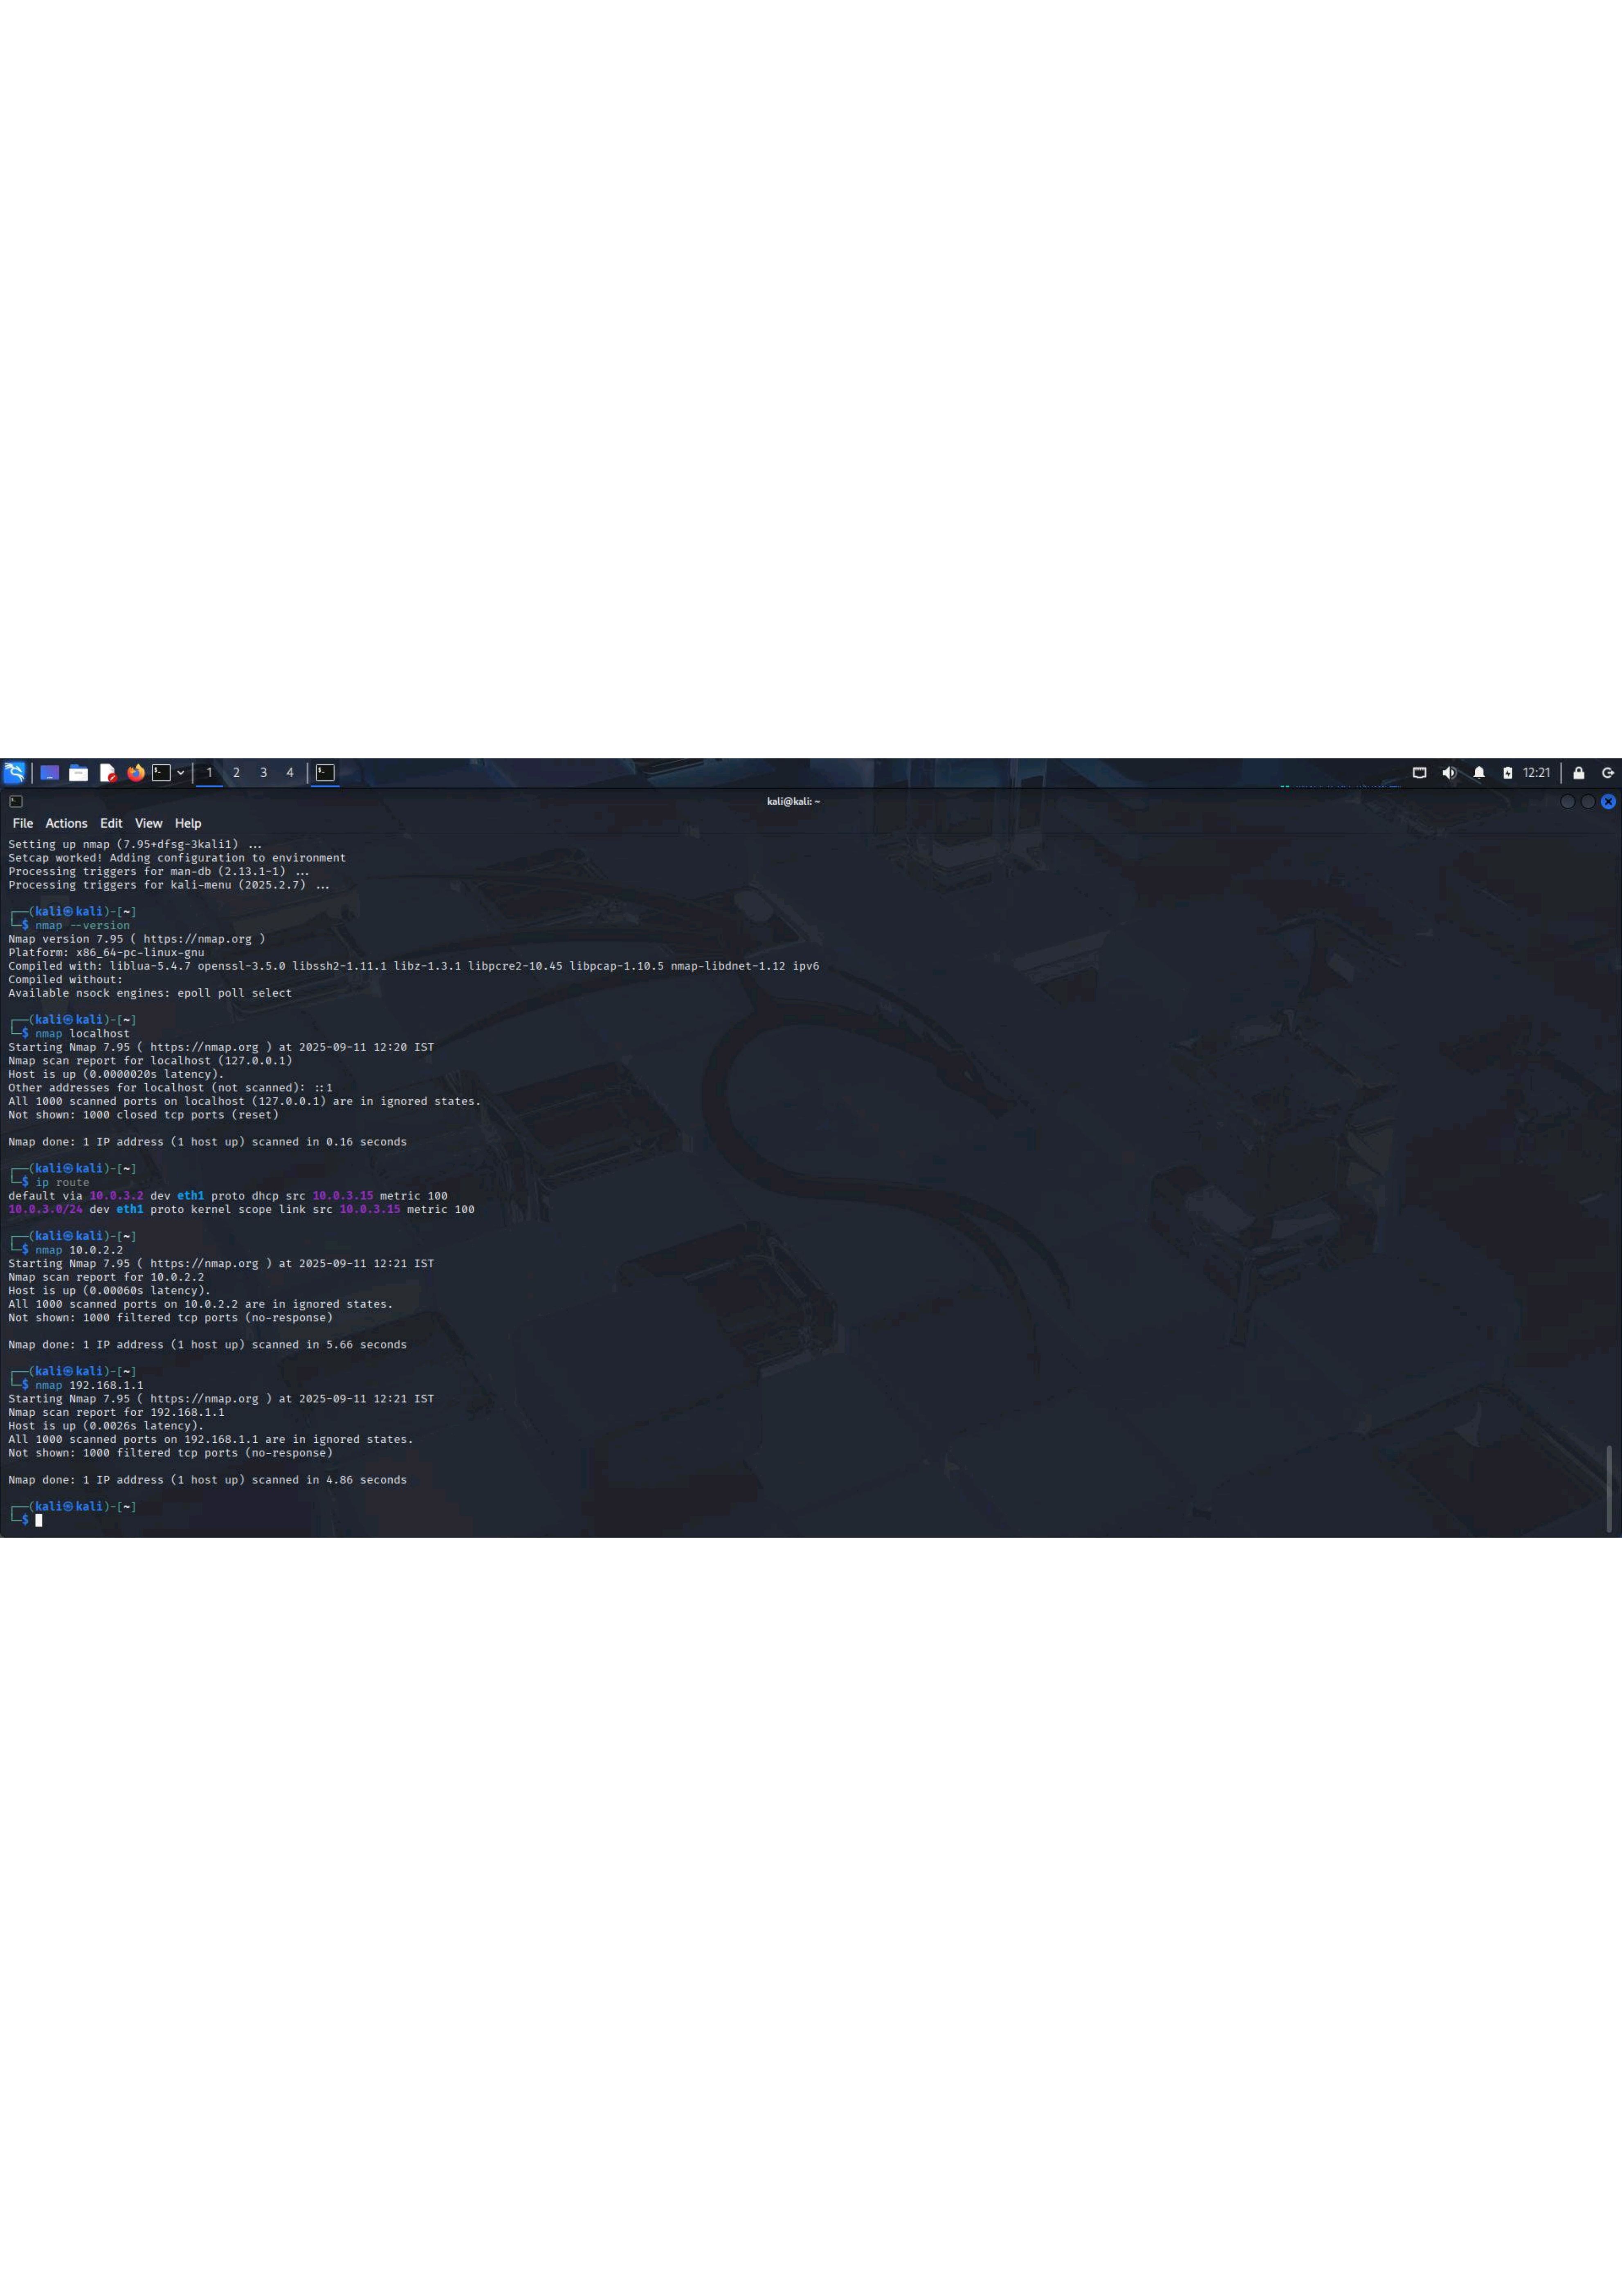 1 2 3 4
12:21
kali@kali: ~
File Actions Edit View Help
Setting up nmap (7.95+dfsg-3kali1) ...
Setcap worked! Adding configuration to environment
Processing triggers for man-db (2.13.1-1) ...
Processing triggers for kali-menu (2025.2.7) ...
┌──(kali㉿kali)-[~]
└─$ nmap --version
Nmap version 7.95 ( https://nmap.org )
Platform: x86_64-pc-linux-gnu
Compiled with: liblua-5.4.7 openssl-3.5.0 libssh2-1.11.1 libz-1.3.1 libpcre2-10.45 libpcap-1.10.5 nmap-libdnet-1.12 ipv6
Compiled without:
Available nsock engines: epoll poll select
┌──(kali㉿kali)-[~]
└─$ nmap localhost
Starting Nmap 7.95 ( https://nmap.org ) at 2025-09-11 12:20 IST
Nmap scan report for localhost (127.0.0.1)
Host is up (0.0000020s latency).
Other addresses for localhost (not scanned): ::1
All 1000 scanned ports on localhost (127.0.0.1) are in ignored states.
Not shown: 1000 closed tcp ports (reset)
Nmap done: 1 IP address (1 host up) scanned in 0.16 seconds
┌──(kali㉿kali)-[~]
└─$ ip route
default via 10.0.3.2 dev eth1 proto dhcp src 10.0.3.15 metric 100
10.0.3.0/24 dev eth1 proto kernel scope link src 10.0.3.15 metric 100
┌──(kali㉿kali)-[~]
└─$ nmap 10.0.2.2
Starting Nmap 7.95 ( https://nmap.org ) at 2025-09-11 12:21 IST
Nmap scan report for 10.0.2.2
Host is up (0.00060s latency).
All 1000 scanned ports on 10.0.2.2 are in ignored states.
Not shown: 1000 filtered tcp ports (no-response)
Nmap done: 1 IP address (1 host up) scanned in 5.66 seconds
┌──(kali㉿kali)-[~]
└─$ nmap 192.168.1.1
Starting Nmap 7.95 ( https://nmap.org ) at 2025-09-11 12:21 IST
Nmap scan report for 192.168.1.1
Host is up (0.0026s latency).
All 1000 scanned ports on 192.168.1.1 are in ignored states.
Not shown: 1000 filtered tcp ports (no-response)
Nmap done: 1 IP address (1 host up) scanned in 4.86 seconds
┌──(kali㉿kali)-[~]
└─$